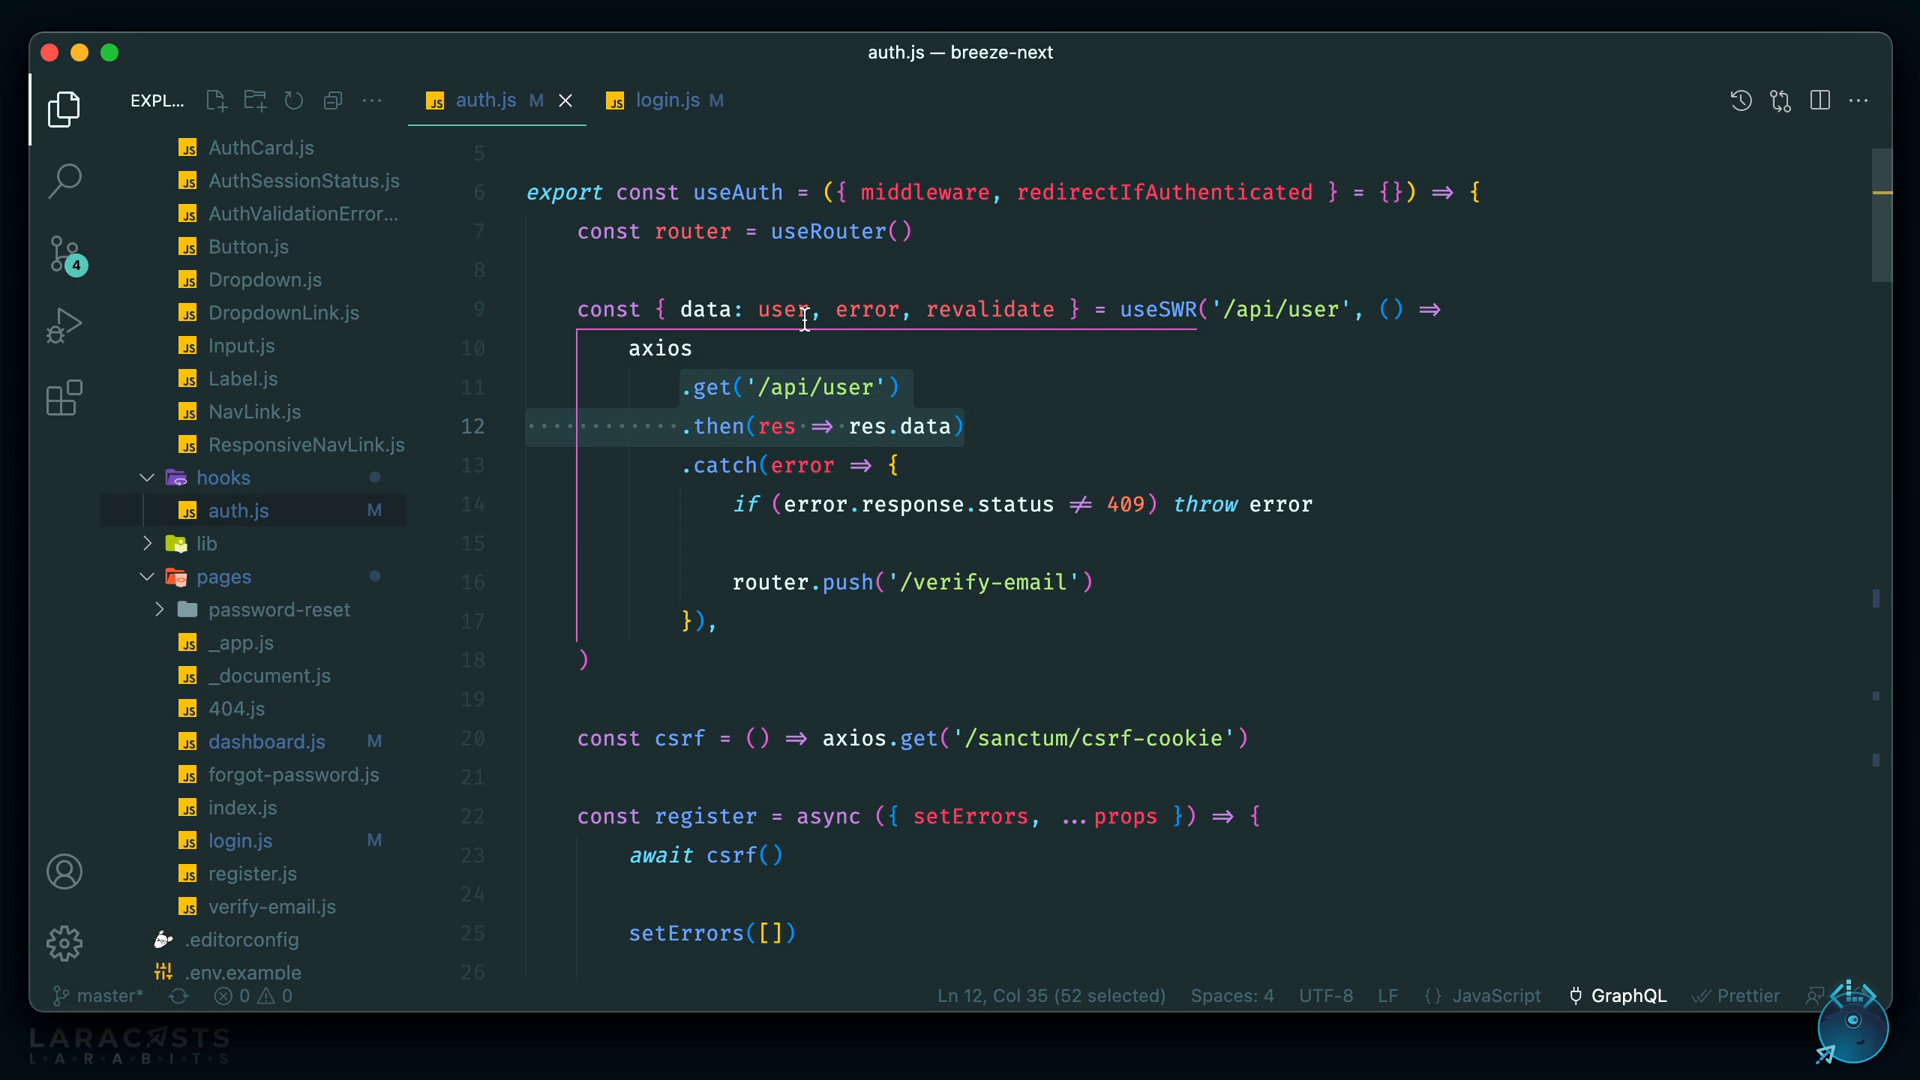 auth.js — breeze-next
EXPL...
auth.js M
login.js M
AuthCard.js
AuthSessionStatus.js
AuthValidationError...
Button.js
Dropdown.js
DropdownLink.js
Input.js
Label.js
NavLink.js
ResponsiveNavLink.js
hooks
auth.js M
lib
pages
password-reset
_app.js
_document.js
404.js
dashboard.js M
forgot-password.js
index.js
login.js M
register.js
verify-email.js
.editorconfig
.env.example
4
5
6 export const useAuth = ({ middleware, redirectIfAuthenticated } = {}) ⇒ {
7 const router = useRouter()
8
9 const { data: user, error, revalidate } = useSWR('/api/user', () ⇒
10 axios
11 .get('/api/user')
12 ············.then(res·⇒·res.data)
13 .catch(error ⇒ {
14 if (error.response.status ≠ 409) throw error
15
16 router.push('/verify-email')
17 }),
18 )
19
20 const csrf = () ⇒ axios.get('/sanctum/csrf-cookie')
21
22 const register = async ({ setErrors, ...props }) ⇒ {
23 await csrf()
24
25 setErrors([])
26
master* 0 0 Ln 12, Col 35 (52 selected) Spaces: 4 UTF-8 LF {} JavaScript GraphQL Prettier
LARACASTS
L·A·R·A·B·I·T·S